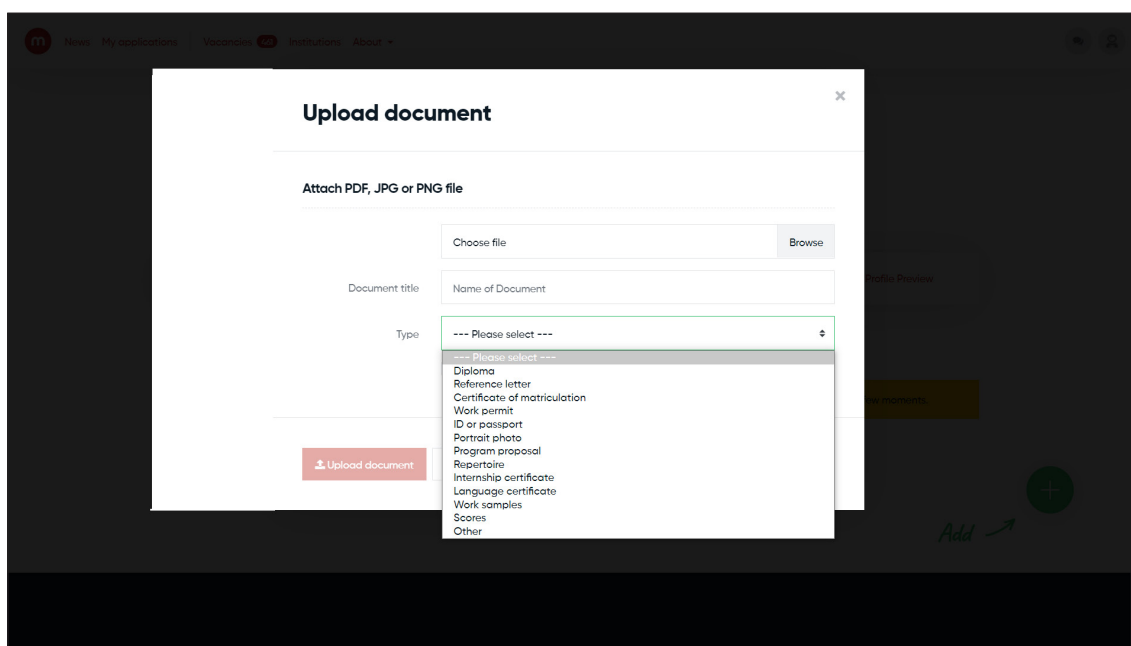 m News My applications Vacancies Institutions About
×
Upload document
Attach PDF, JPG or PNG file
Choose file Browse
Document title Name of Document
Profile Preview
Type --- Please select ---
--- Please select ---
Diploma
Reference letter
Certificate of matriculation
ew moments.
Work permit
ID or passport
Portrait photo
Program proposal
Upload document
Repertoire
Internship certificate
Language certificate
Work samples
Scores
Other
Add